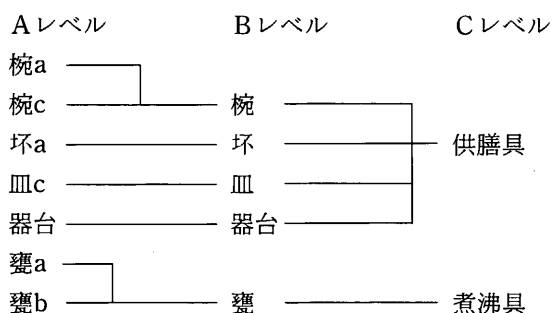 Aレベル Bレベル Cレベル
椀a
椀c 椀
坏a 坏 供膳具
皿c 皿
器台 器台
甕a
甕b 甕 煮沸具